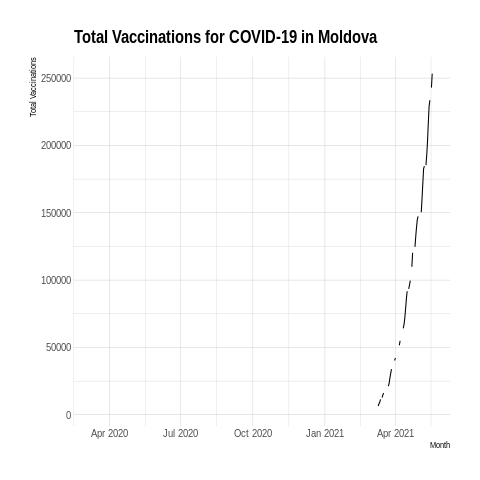 Total Vaccinations for COVID-19 in Moldova
Total Vaccinations
250000
200000
150000
100000
50000
0
Apr 2020 Jul 2020 Oct 2020 Jan 2021 Apr 2021
Month